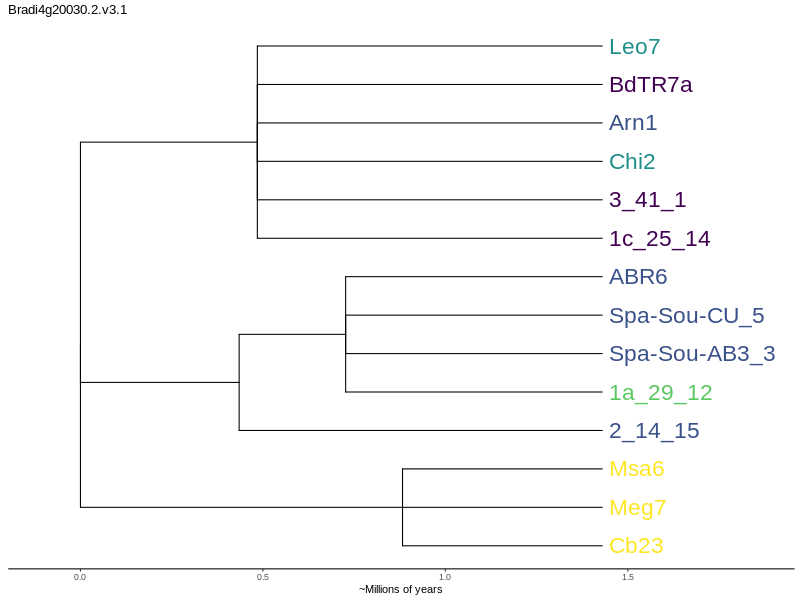 Bradi4g20030.2.v3.1
Leo7
BdTR7a
Arn1
Chi2
3_41_1
1c_25_14
ABR6
Spa-Sou-CU_5
Spa-Sou-AB3_3
1a_29_12
2_14_15
Msa6
Meg7
Cb23
0.0 0.5 1.0 1.5
~Millions of years